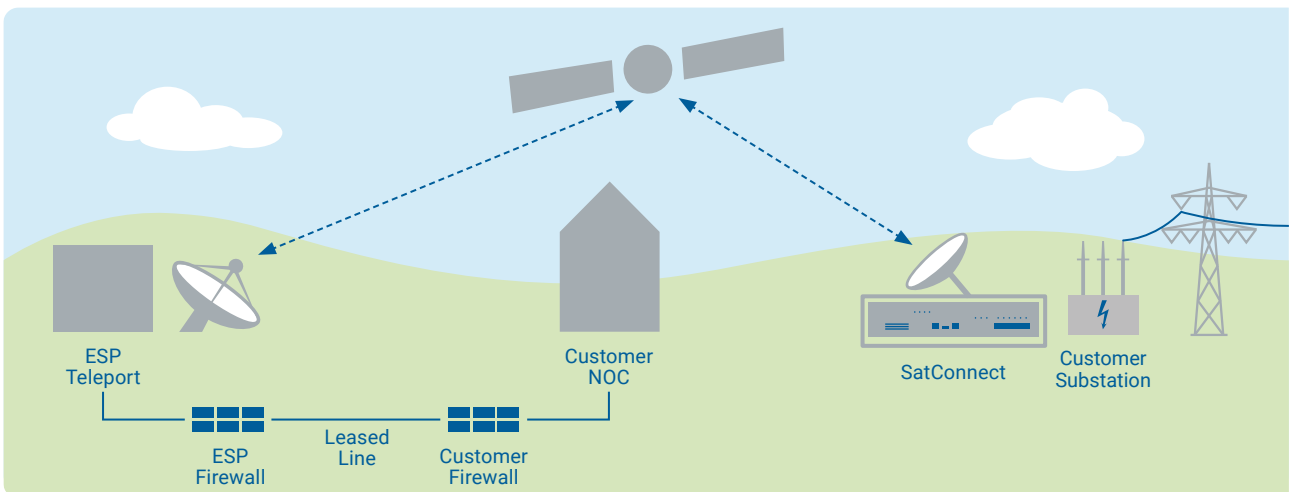 ESP
Teleport
Customer
NOC
SatConnect
Customer
Substation
ESP
Firewall
Leased
Line
Customer
Firewall